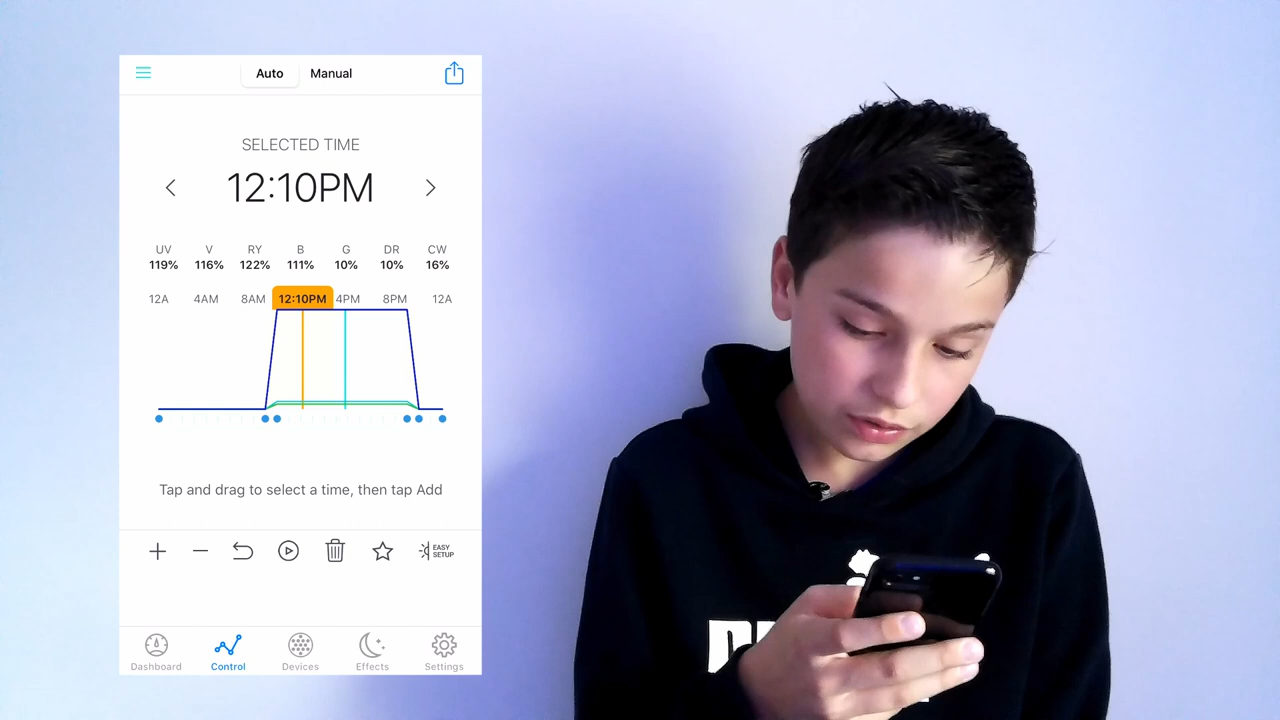 Auto Manual
SELECTED TIME
12:10PM
UV V RY B G DR CW
119% 116% 122% 111% 10% 10% 16%
12A 4AM 8AM 12:10PM 4PM 8PM 12A
Tap and drag to select a time, then tap Add
EASY
SETUP
Dashboard Control Devices Effects Settings